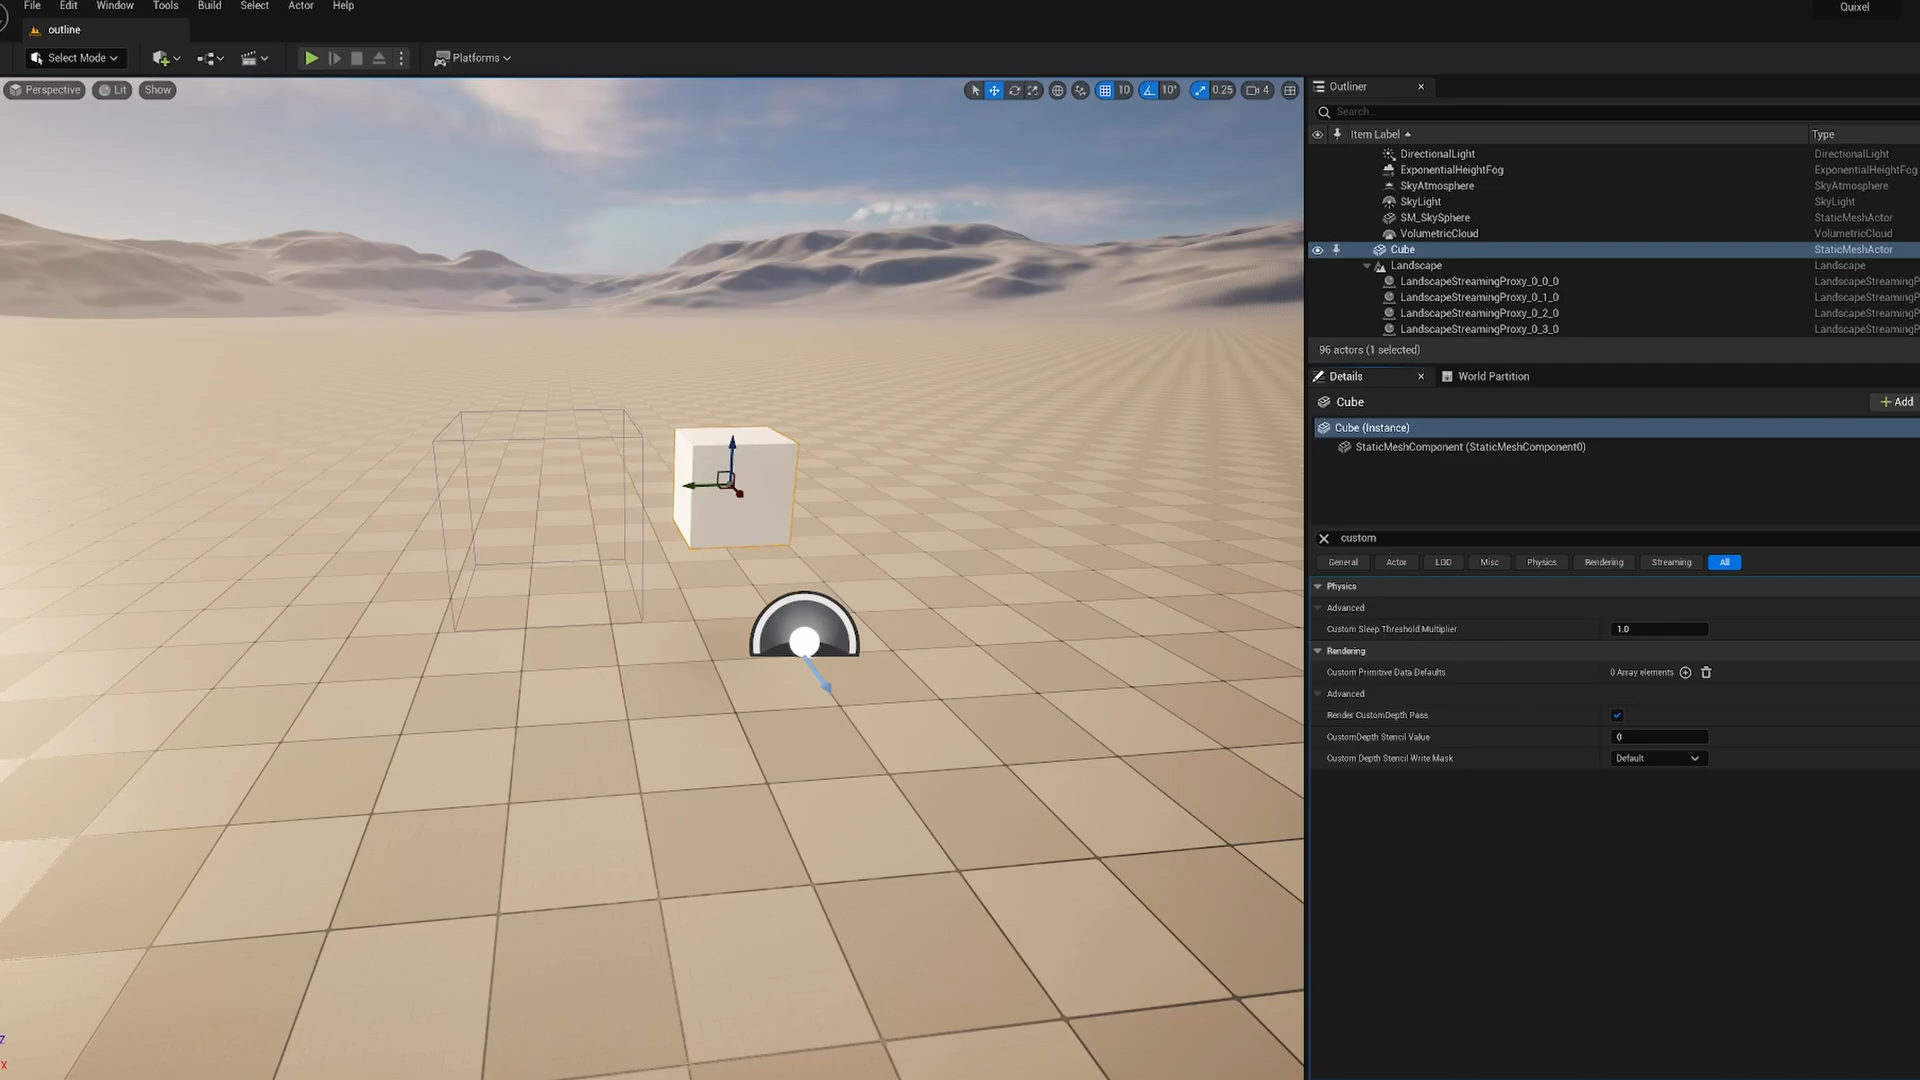 File Edit Window Tools Build Select Actor Help
Quixel
outline
Select Mode
Platforms
Perspective Lit Show
10 10° 0.25 4
Outliner
Search...
Item Label Type
DirectionalLight DirectionalLight
ExponentialHeightFog ExponentialHeightFog
SkyAtmosphere SkyAtmosphere
SkyLight SkyLight
SM_SkySphere StaticMeshActor
VolumetricCloud VolumetricCloud
Cube StaticMeshActor
Landscape Landscape
LandscapeStreamingProxy_0_0_0 LandscapeStreamingP
LandscapeStreamingProxy_0_1_0 LandscapeStreamingP
LandscapeStreamingProxy_0_2_0 LandscapeStreamingP
LandscapeStreamingProxy_0_3_0 LandscapeStreamingP
96 actors (1 selected)
Details World Partition
Cube
Add
Cube (Instance)
StaticMeshComponent (StaticMeshComponent0)
custom
General Actor LOD Misc Physics Rendering Streaming All
Physics
Advanced
Custom Sleep Threshold Multiplier 1.0
Rendering
Custom Primitive Data Defaults 0 Array elements
Advanced
Render CustomDepth Pass
CustomDepth Stencil Value 0
Custom Depth Stencil Write Mask Default
Z
X